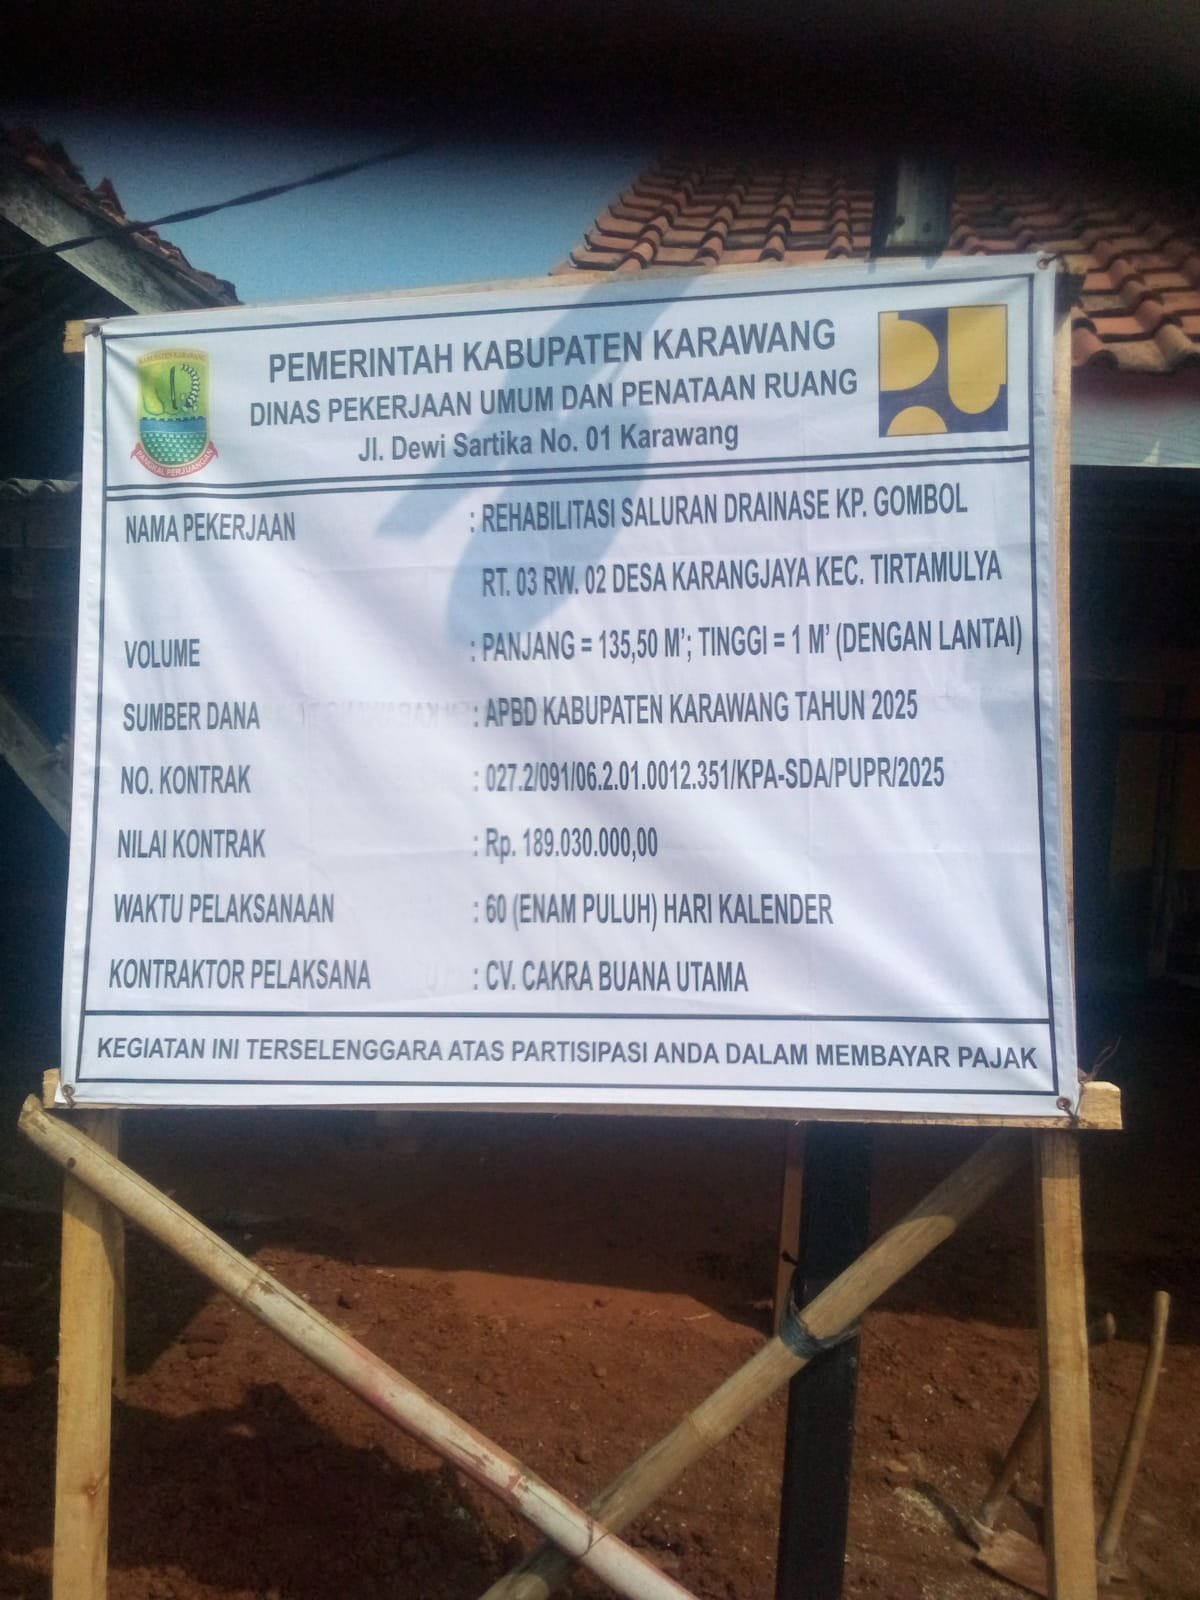 KABUPATEN KARAWANG
PANGKAL PERJUANGAN
PEMERINTAH KABUPATEN KARAWANG
DINAS PEKERJAAN UMUM DAN PENATAAN RUANG
Jl. Dewi Sartika No. 01 Karawang
NAMA PEKERJAAN : REHABILITASI SALURAN DRAINASE KP. GOMBOL
RT. 03 RW. 02 DESA KARANGJAYA KEC. TIRTAMULYA
VOLUME : PANJANG = 135,50 M'; TINGGI = 1 M' (DENGAN LANTAI)
SUMBER DANA : APBD KABUPATEN KARAWANG TAHUN 2025
NO. KONTRAK : 027.2/091/06.2.01.0012.351/KPA-SDA/PUPR/2025
NILAI KONTRAK : Rp. 189.030.000,00
WAKTU PELAKSANAAN : 60 (ENAM PULUH) HARI KALENDER
KONTRAKTOR PELAKSANA : CV. CAKRA BUANA UTAMA
KEGIATAN INI TERSELENGGARA ATAS PARTISIPASI ANDA DALAM MEMBAYAR PAJAK